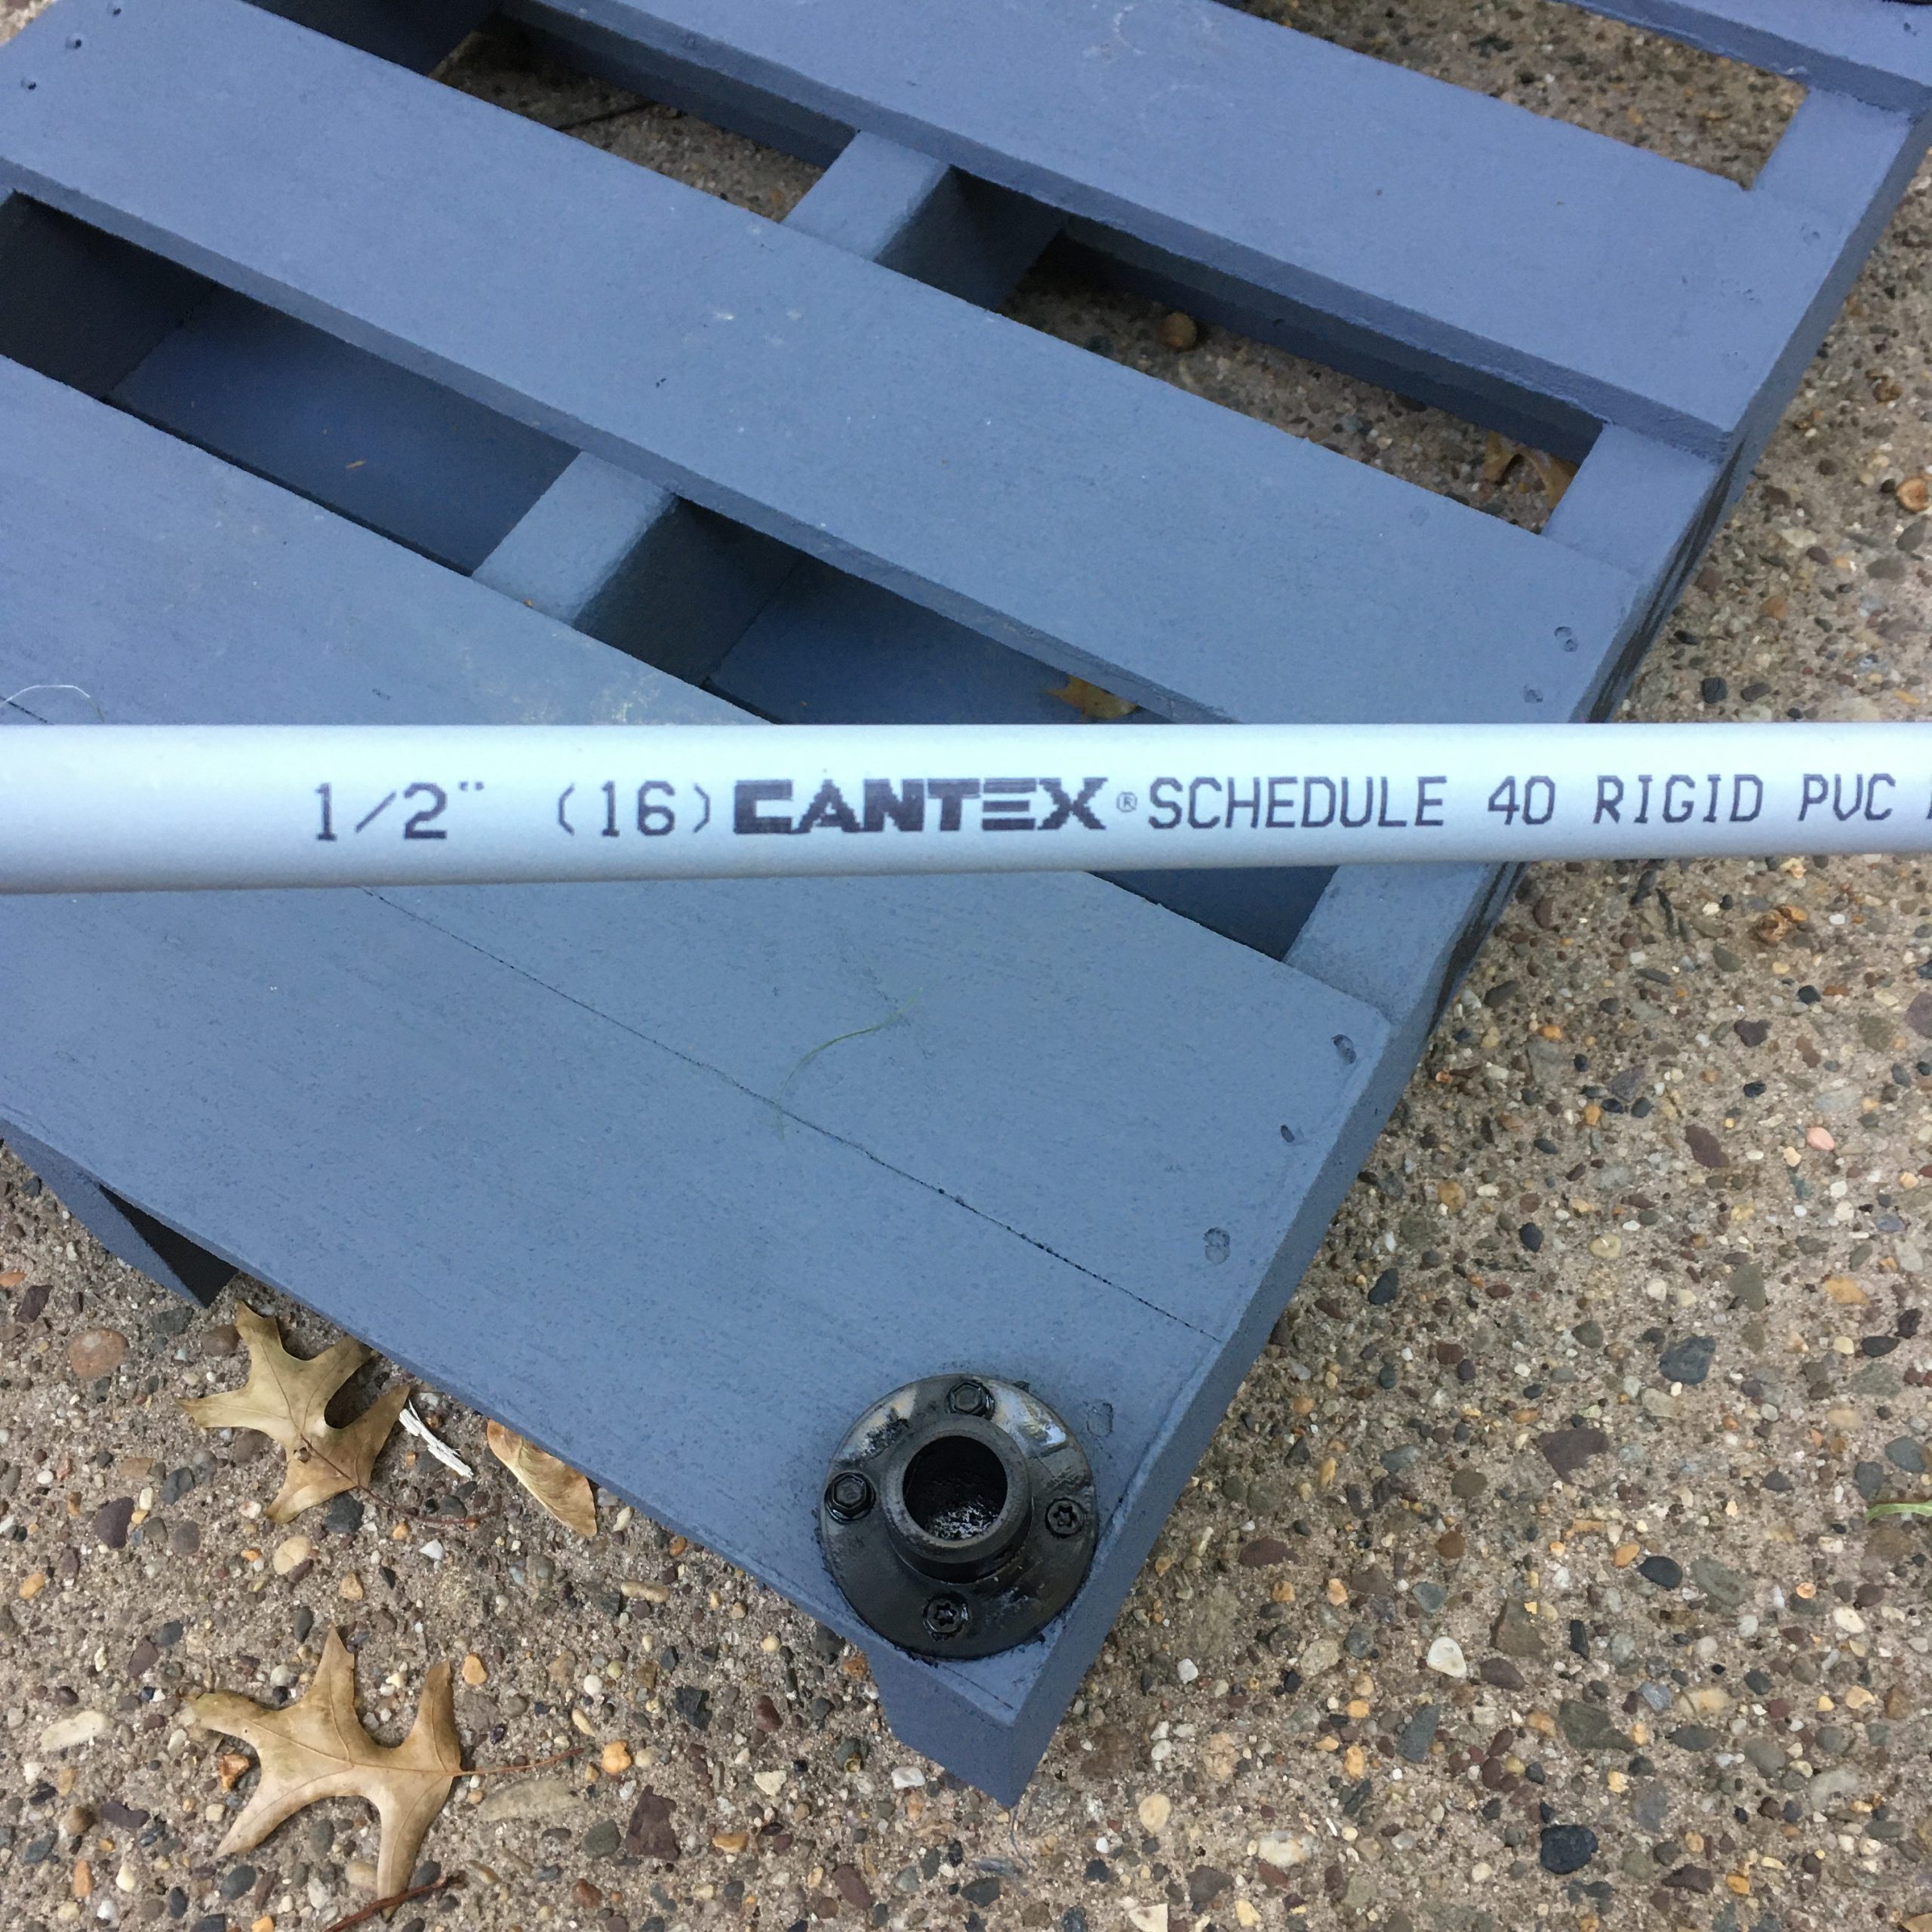 1/2" (16) CANTEX® SCHEDULE 40 RIGID PVC